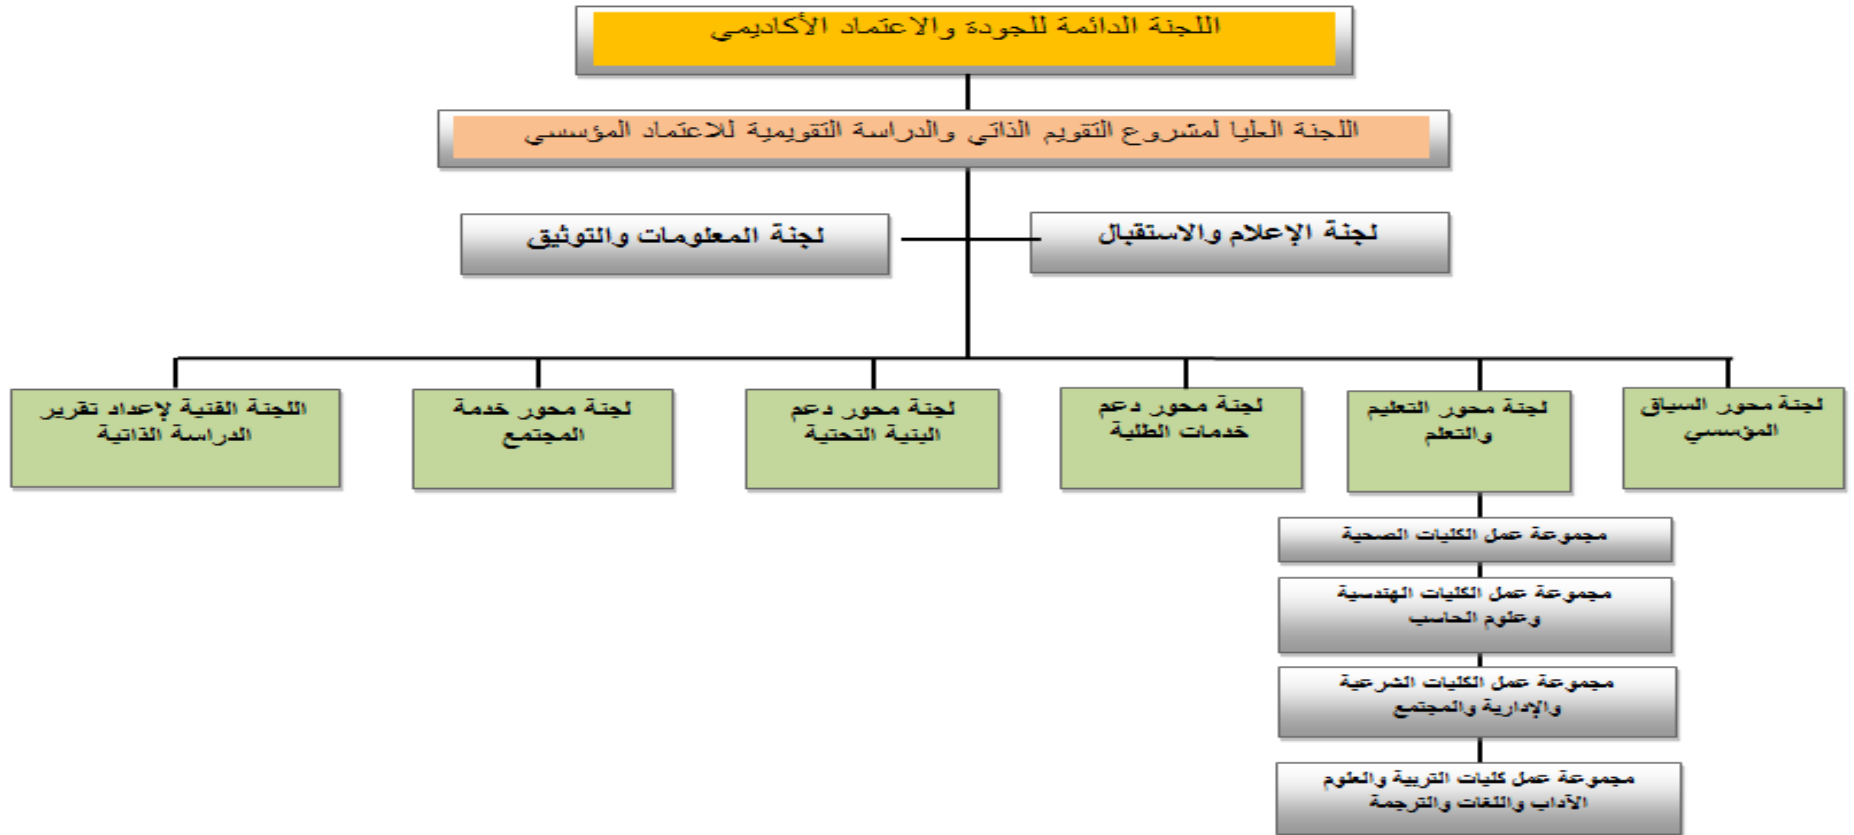 اللجنة الدائمة للجودة والاعتماد الأكاديمي
اللجنة العليا لمشروع التقويم الذاتي والدراسة التقويمية للاعتماد المؤسسي
لجنة الإعلام والاستقبال
لجنة المعلومات والتوثيق
لجنة محور السياق
المؤسسي
لجنة محور التعليم
والتعلم
لجنة محور دعم
خدمات الطلبة
لجنة محور دعم
البنية التحتية
لجنة محور خدمة
المجتمع
اللجنة الفنية لإعداد تقرير
الدراسة الذاتية
مجموعة عمل الكليات الصحية
مجموعة عمل الكليات الهندسية
وعلوم الحاسب
مجموعة عمل الكليات الشرعية
والإدارية والمجتمع
مجموعة عمل كليات التربية والعلوم
الآداب واللغات والترجمة